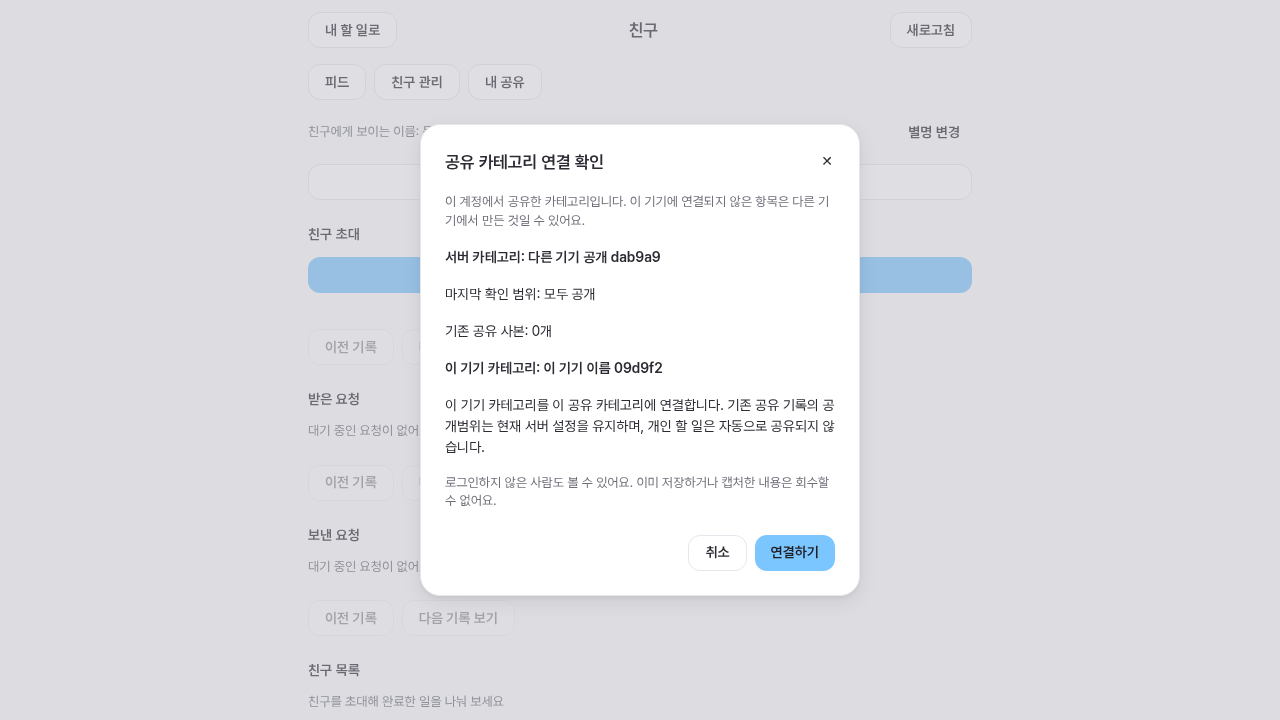 내 할 일로
친구
새로고침
피드
친구 관리
내 공유
친구에게 보이는 이름:
별명 변경
친구 초대
이전 기록
받은 요청
대기 중인 요청이 없어
이전 기록
보낸 요청
대기 중인 요청이 없어
이전 기록
다음 기록 보기
친구 목록
친구를 초대해 완료한 일을 나눠 보세요
공유 카테고리 연결 확인
✕
이 계정에서 공유한 카테고리입니다. 이 기기에 연결되지 않은 항목은 다른 기
기에서 만든 것일 수 있어요.
서버 카테고리: 다른 기기 공개 dab9a9
마지막 확인 범위: 모두 공개
기존 공유 사본: 0개
이 기기 카테고리: 이 기기 이름 09d9f2
이 기기 카테고리를 이 공유 카테고리에 연결합니다. 기존 공유 기록의 공
개범위는 현재 서버 설정을 유지하며, 개인 할 일은 자동으로 공유되지 않
습니다.
로그인하지 않은 사람도 볼 수 있어요. 이미 저장하거나 캡처한 내용은 회수할
수 없어요.
취소
연결하기